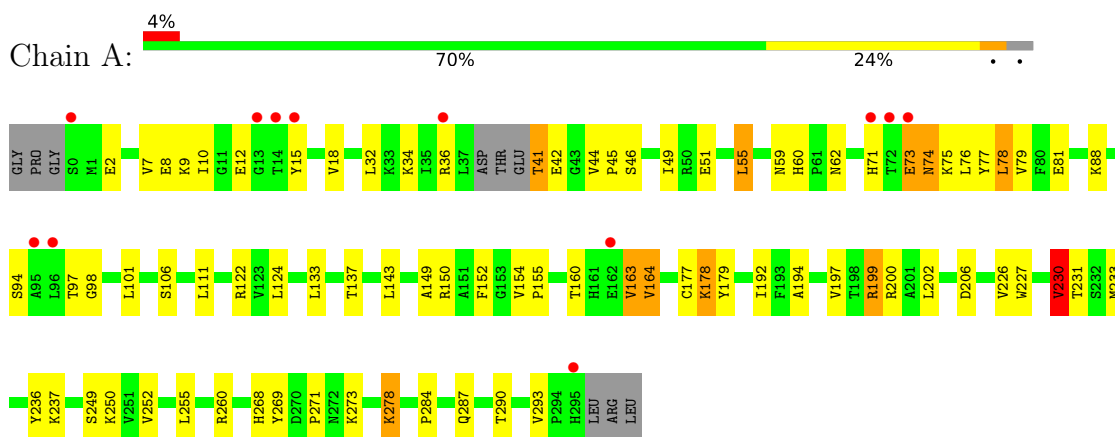 4%
Chain A:
70% 24% • •
GLY PRO GLY S0 M1 E2 V7 E8 K9 I10 G11 E12 G13 T14 Y15 V18 L32 K33 K34 I35 R36 L37 ASP THR GLU T41 E42 G43 V44 P45 S46 I49 R50 E51 L55 N59 H60 P61 N62 H71 T72 E73 N74 K75 L76 Y77 L78 V79 F80 E81 K88
S94 A95 L96 T97 G98 L101 S106 L111 R122 V123 L124 L133 T137 L143 A149 R150 A151 F152 G153 V154 P155 T160 H161 E162 V163 V164 C177 K178 Y179 I192 F193 A194 V197 T198 R199 R200 A201 L202 D206 V226 W227 V230 T231 S232 M233
Y236 K237 S249 K250 V251 V252 L255 R260 H268 Y269 D270 P271 N272 K273 K278 P284 Q287 T290 V293 P294 H295 LEU ARG LEU